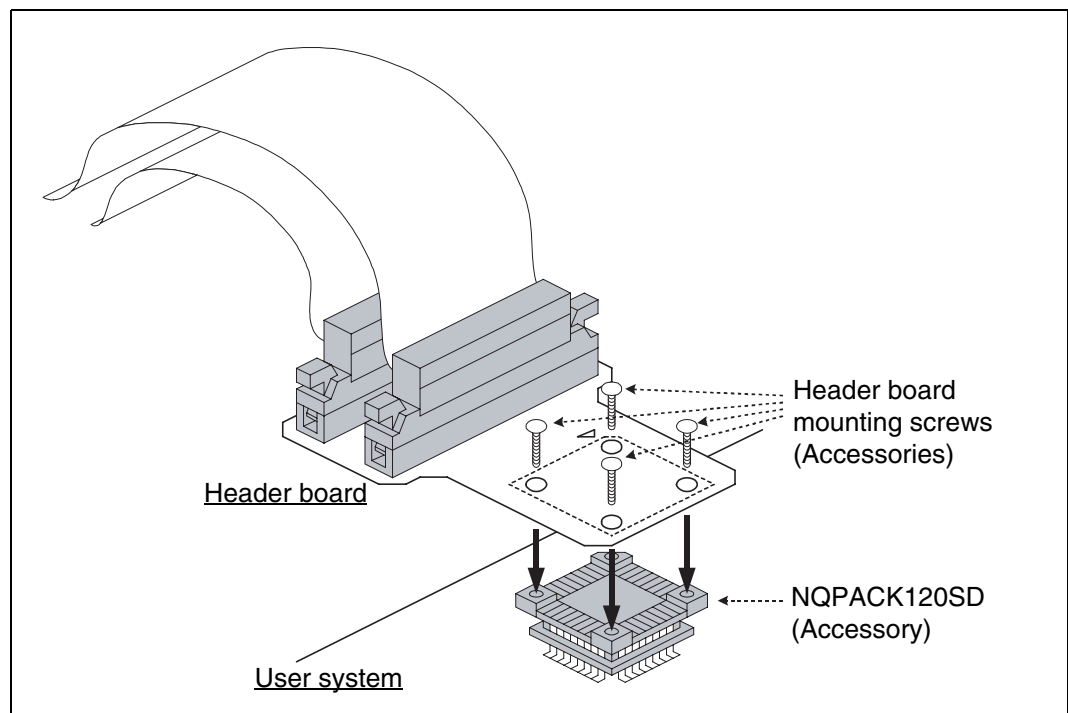 Header board
mounting screws
(Accessories)
Header board
NQPACK120SD
(Accessory)
User system